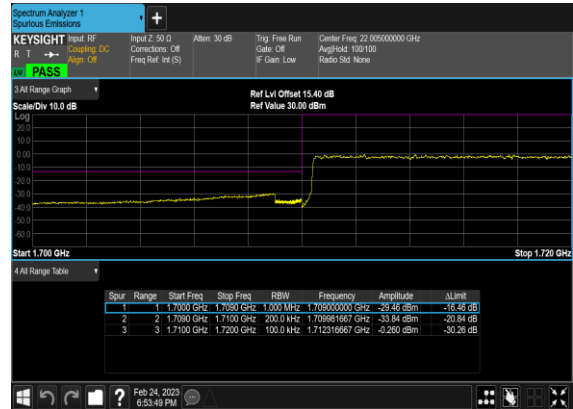 Spectrum Analyzer 1
Spurious Emissions
KEYSIGHT Input: RF Input Z: 50 Ω Atten: 30 dB Trig: Free Run Center Freq: 22.005000000 GHz
R T Coupling: DC Corrections: Off Gate: Off Avg|Hold: 100/100
Align: Off Freq Ref: Int (S) IF Gain: Low Radio Std: None
LW PASS
3 All Range Graph Ref Lvl Offset 15.40 dB
Scale/Div 10.0 dB Ref Value 30.00 dBm
Log
20.0
10.0
0.00
-10.0
-20.0
-30.0
-40.0
-50.0
-60.0
Start 1.700 GHz Stop 1.720 GHz
4 All Range Table
Spur Range Start Freq Stop Freq RBW Frequency Amplitude ΔLimit
1 1 1.7000 GHz 1.7090 GHz 1.000 MHz 1.709000000 GHz -29.46 dBm -16.46 dB
2 2 1.7090 GHz 1.7100 GHz 200.0 kHz 1.709981667 GHz -33.84 dBm -20.84 dB
3 3 1.7100 GHz 1.7200 GHz 100.0 kHz 1.712316667 GHz -0.260 dBm -30.26 dB
? Feb 24, 2023
6:53:49 PM